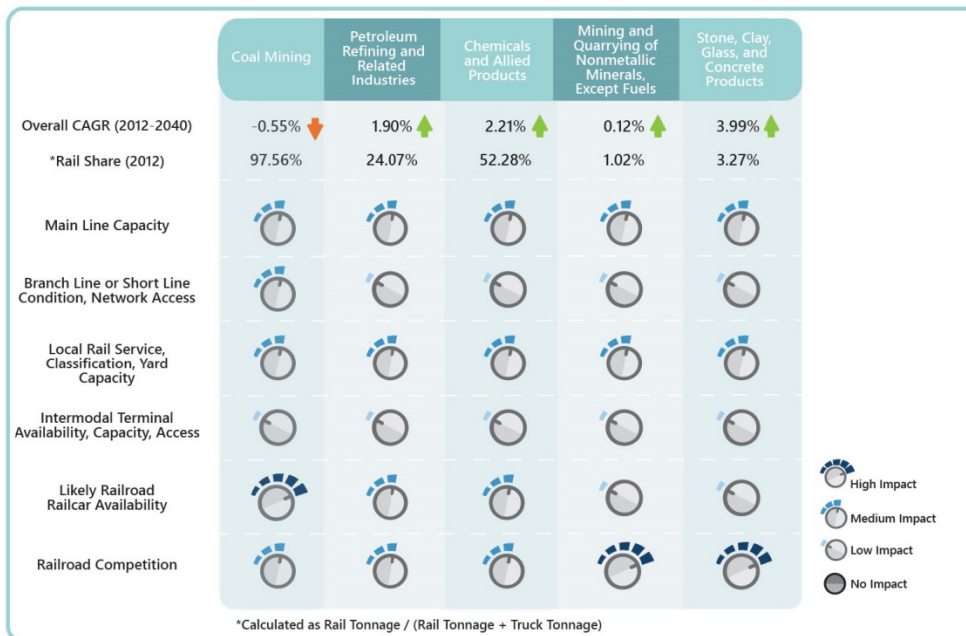 Coal Mining
Petroleum
Refining and
Related
Industries
Chemicals
and Allied
Products
Mining and
Quarrying of
Nonmetallic
Minerals,
Except Fuels
Stone, Clay,
Glass, and
Concrete
Products
Overall CAGR (2012-2040) -0.55% 1.90% 2.21% 0.12% 3.99%
*Rail Share (2012) 97.56% 24.07% 52.28% 1.02% 3.27%
Main Line Capacity
Branch Line or Short Line
Condition, Network Access
Local Rail Service,
Classification, Yard
Capacity
Intermodal Terminal
Availability, Capacity, Access
Likely Railroad
Railcar Availability
Railroad Competition
High Impact
Medium Impact
Low Impact
No Impact
*Calculated as Rail Tonnage / (Rail Tonnage + Truck Tonnage)